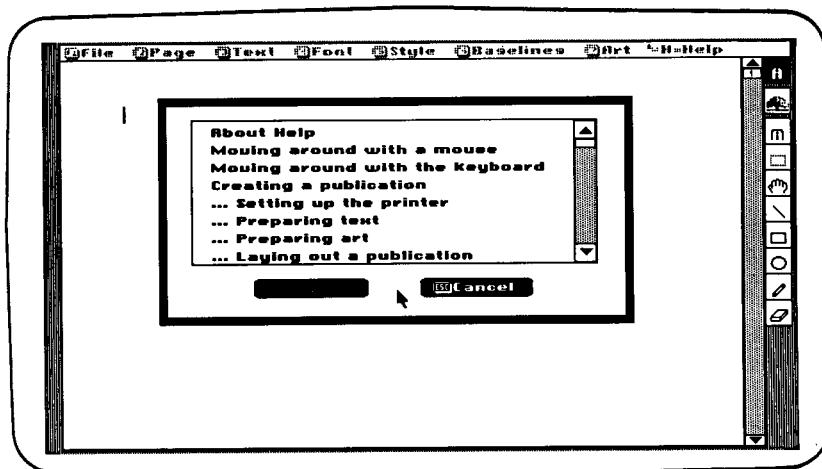 File Page Text Font Style Baselines Art ^H=Help
About Help
Moving around with a mouse
Moving around with the keyboard
Creating a publication
... Setting up the printer
... Preparing text
... Preparing art
... Laying out a publication
ESC Cancel